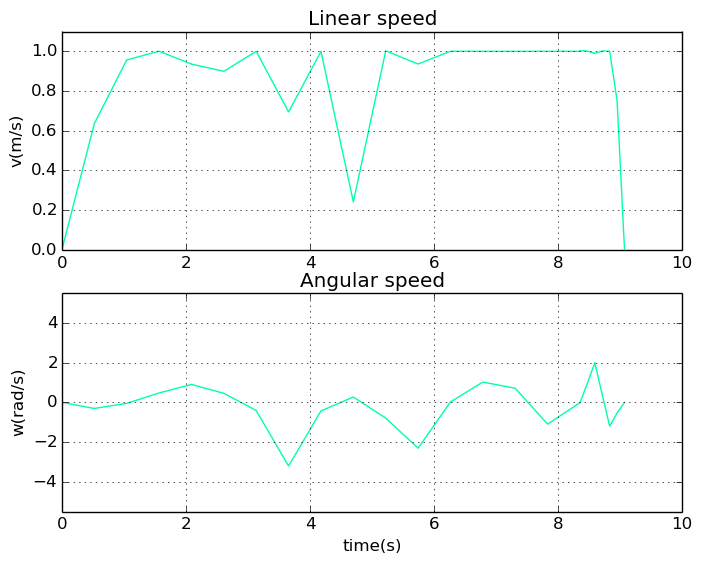 Linear speed
1.0
0.8
0.6
0.4
0.2
0.0
v(m/s)
0 2 4 6 8 10
Angular speed
4
2
0
−2
−4
w(rad/s)
0 2 4 6 8 10
time(s)